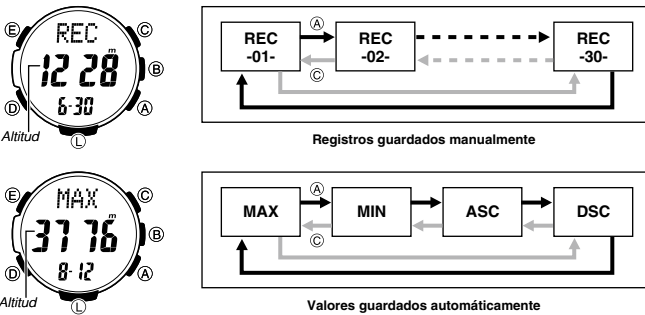 E
C
REC
m
12 28
B
6-30
D
A
Altitud
L
REC
-01-
A
C
REC
-02-
REC
-30-
Registros guardados manualmente
E
C
MAX
m
37 76
B
8-12
D
A
Altitud
L
MAX
A
C
MIN
ASC
DSC
Valores guardados automáticamente